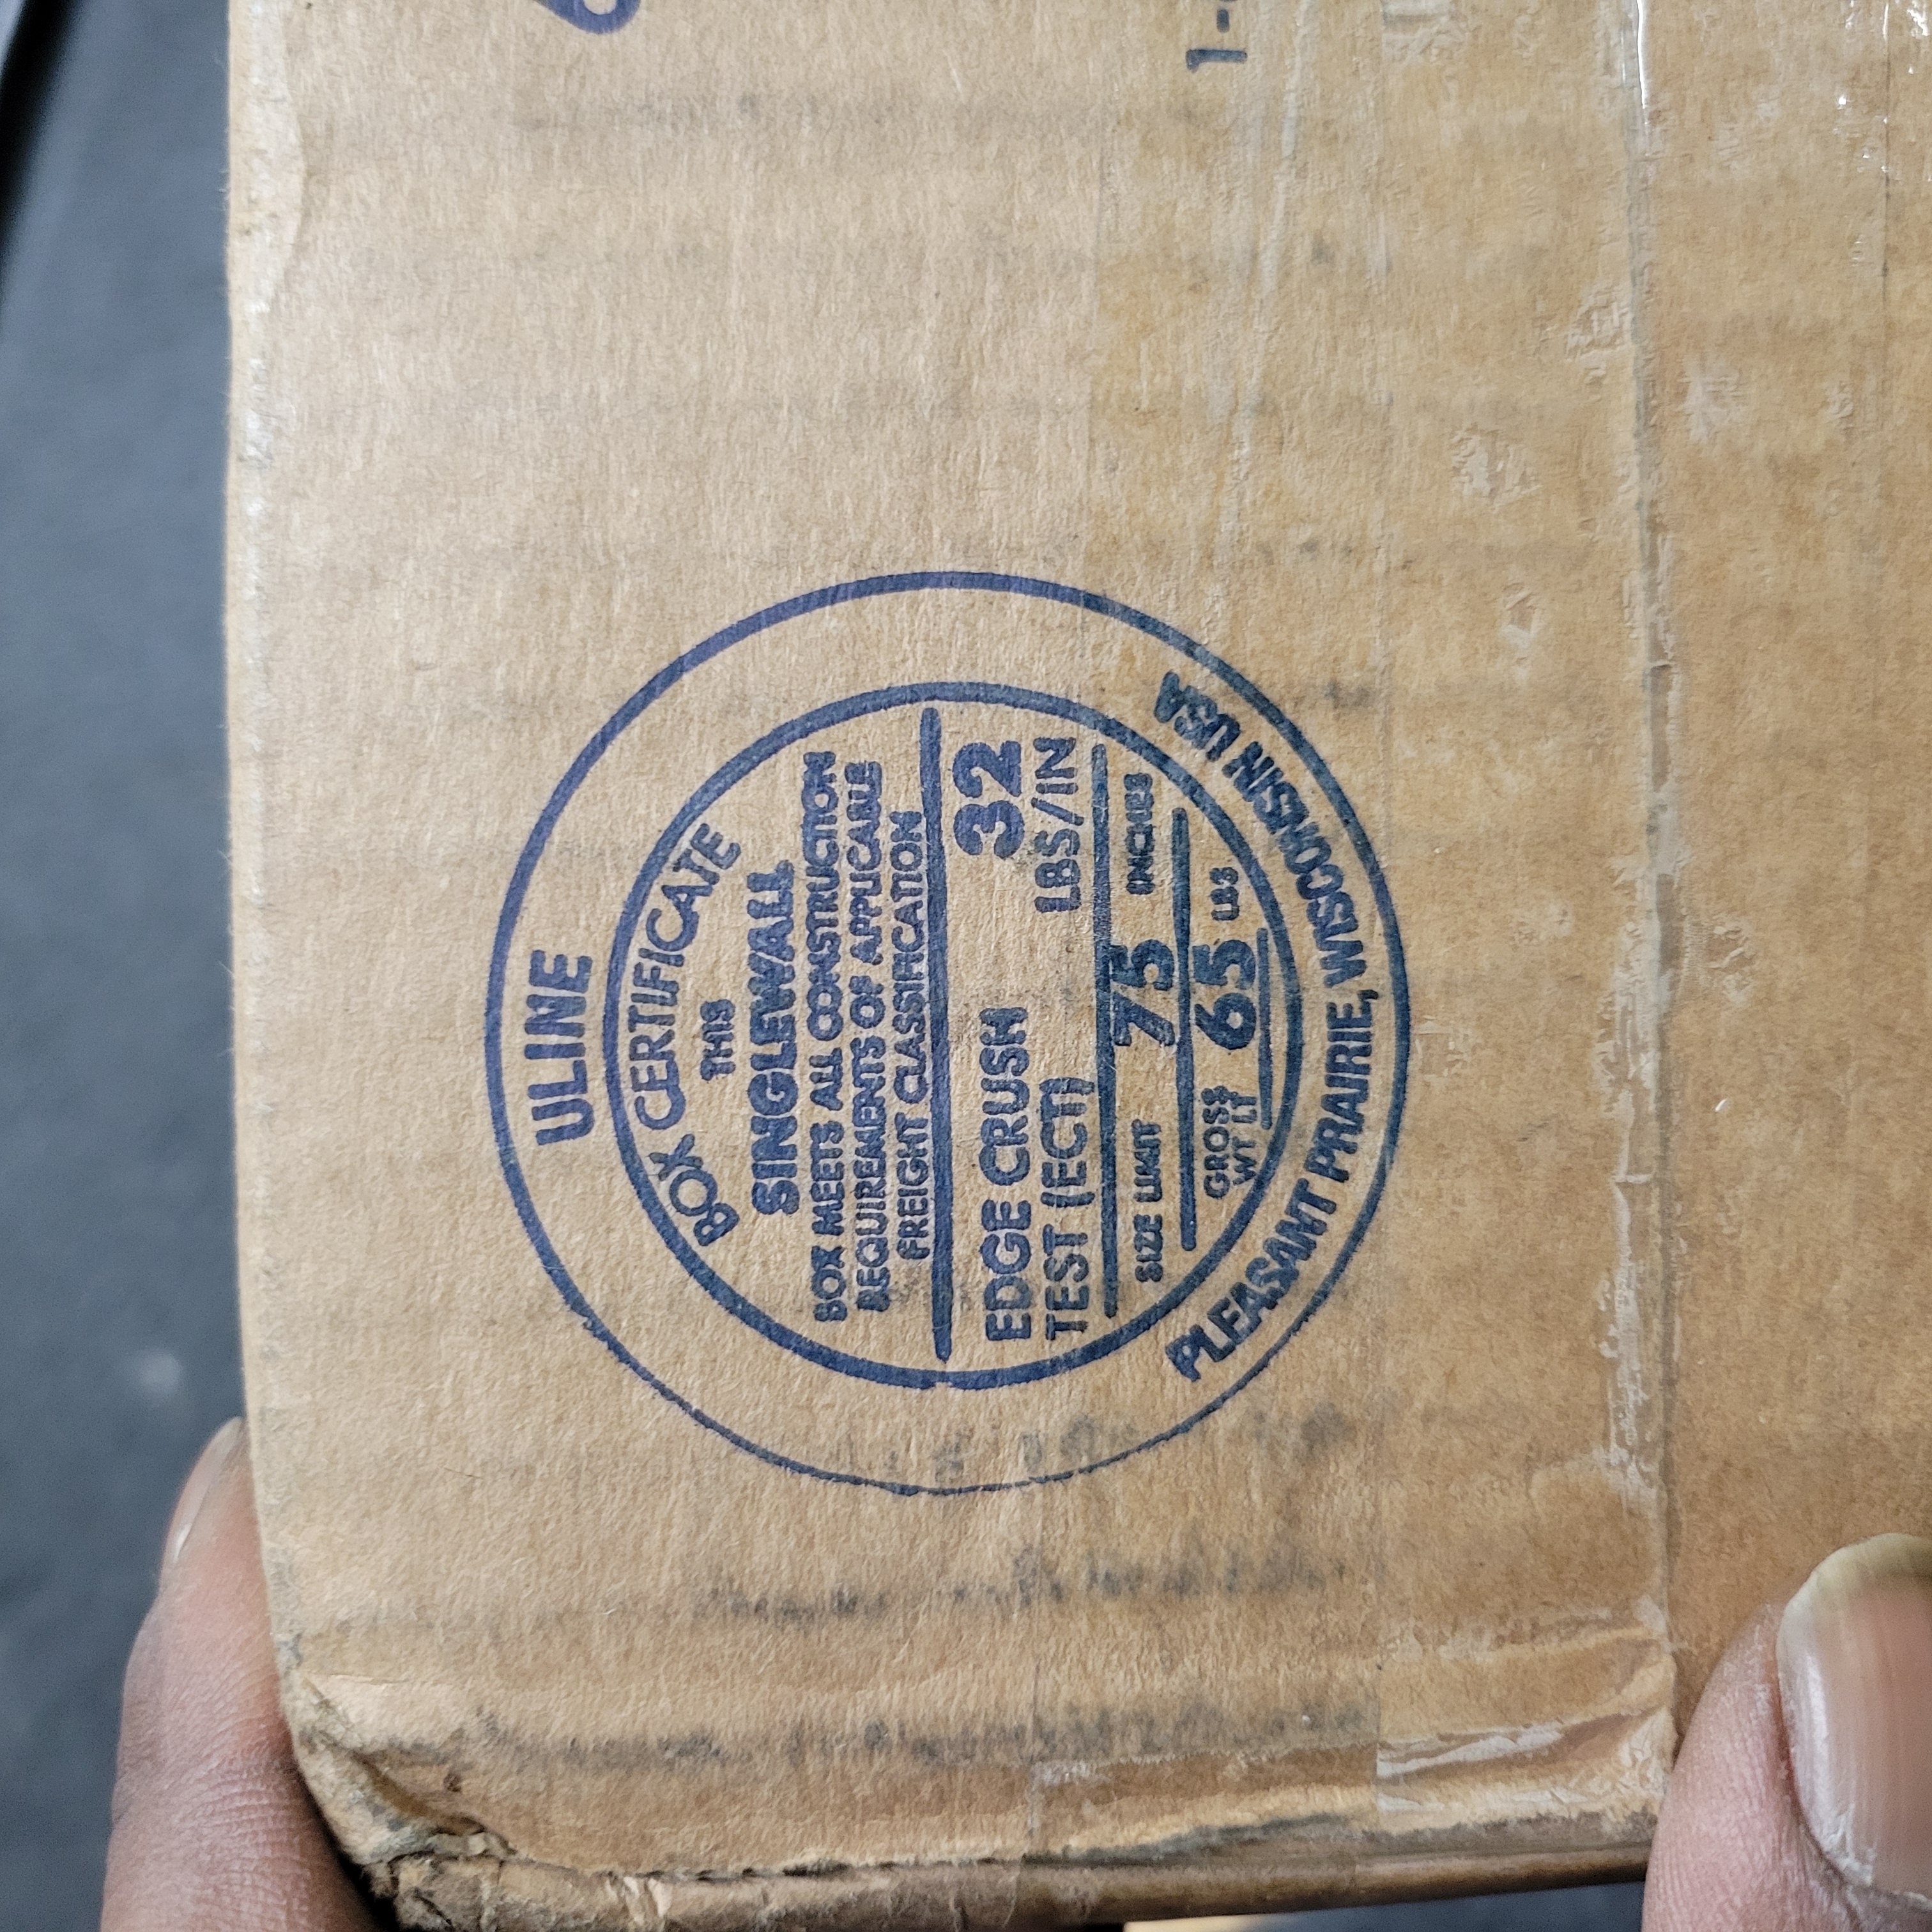 ULINE
BOX CERTIFICATE
THIS
SINGLEWALL
BOX MEETS ALL CONSTRUCTION
REQUIREMENTS OF APPLICABLE
FREIGHT CLASSIFICATION
EDGE CRUSH 32
TEST (ECT) LBS/IN
SIZE LIMIT 75 INCHES
GROSS
WT LT 65 LBS
PLEASANT PRAIRIE, WISCONSIN USA
1-